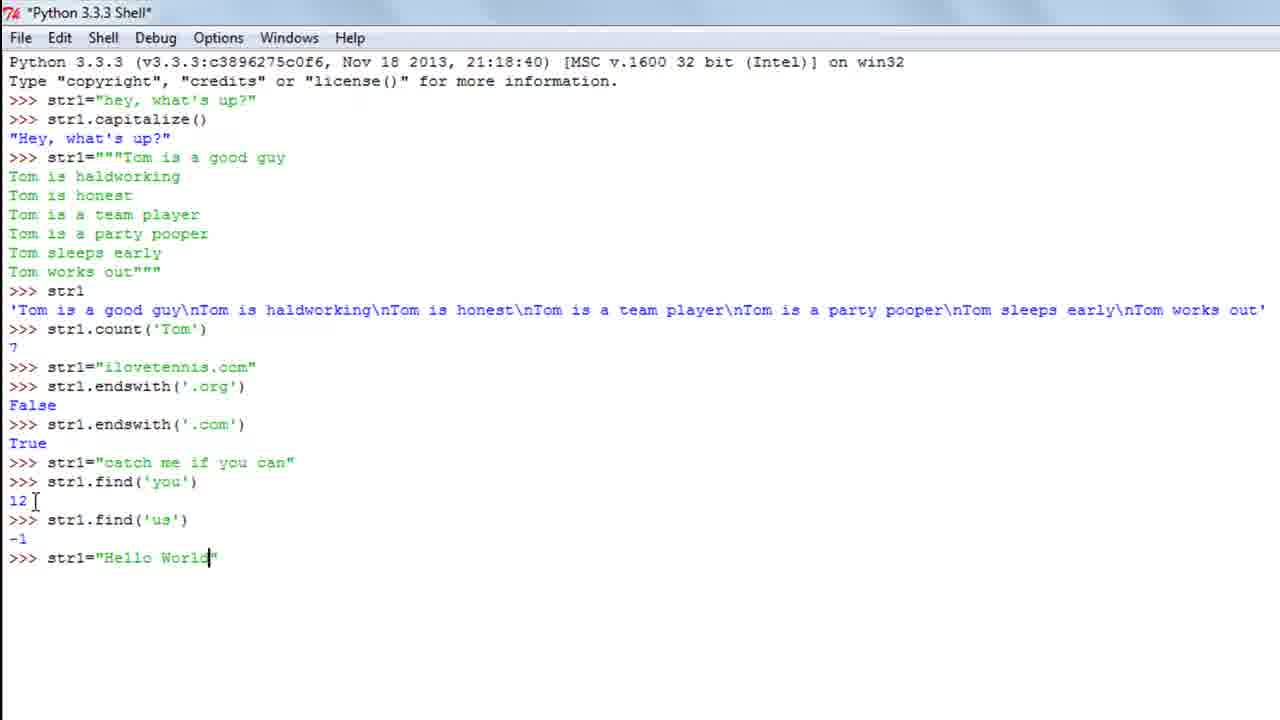 *Python 3.3.3 Shell*
File Edit Shell Debug Options Windows Help
Python 3.3.3 (v3.3.3:c3896275c0f6, Nov 18 2013, 21:18:40) [MSC v.1600 32 bit (Intel)] on win32
Type "copyright", "credits" or "license()" for more information.
>>> str1="hey, what's up?"
>>> str1.capitalize()
"Hey, what's up?"
>>> str1="""Tom is a good guy
Tom is haldworking
Tom is honest
Tom is a team player
Tom is a party pooper
Tom sleeps early
Tom works out"""
>>> str1
'Tom is a good guy\nTom is haldworking\nTom is honest\nTom is a team player\nTom is a party pooper\nTom sleeps early\nTom works out'
>>> str1.count('Tom')
7
>>> str1="ilovetennis.com"
>>> str1.endswith('.org')
False
>>> str1.endswith('.com')
True
>>> str1="catch me if you can"
>>> str1.find('you')
12
>>> str1.find('us')
-1
>>> str1="Hello World"